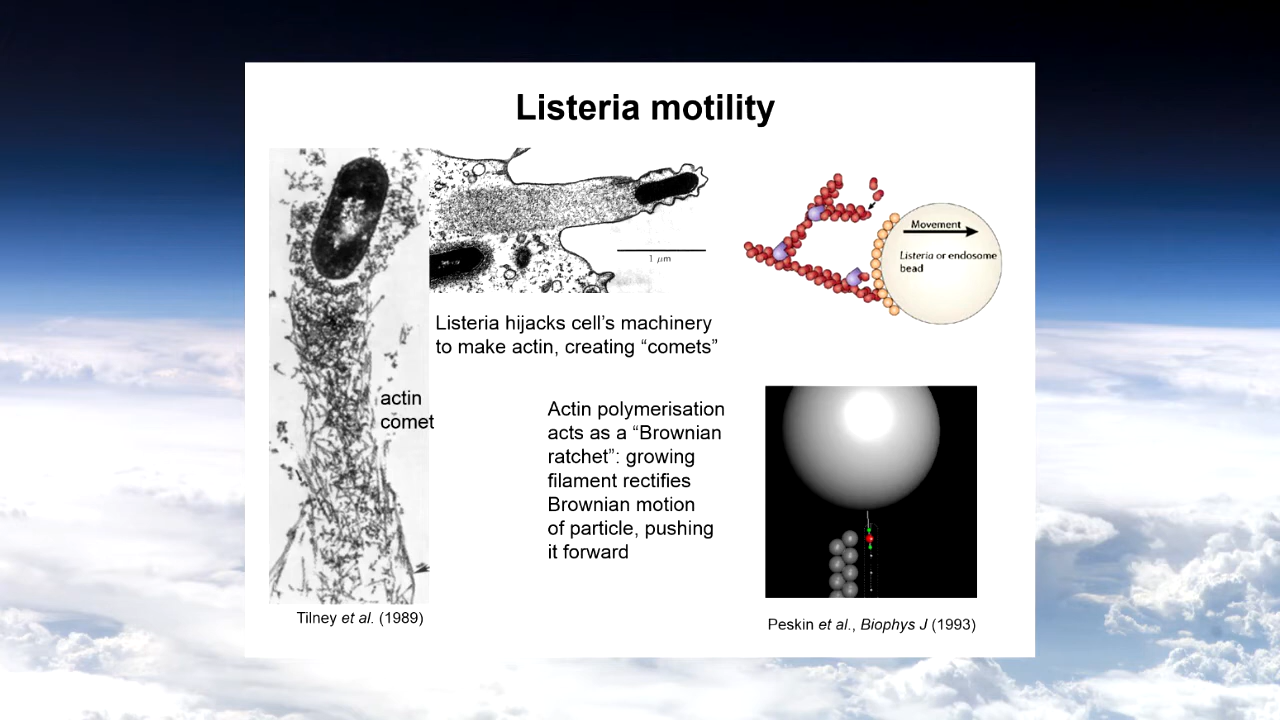 Listeria motility
1 µm
Movement
Listeria or endosome
bead
Listeria hijacks cell’s machinery
to make actin, creating “comets”
actin
comet
Actin polymerisation
acts as a “Brownian
ratchet”: growing
filament rectifies
Brownian motion
of particle, pushing
it forward
Tilney et al. (1989)
Peskin et al., Biophys J (1993)